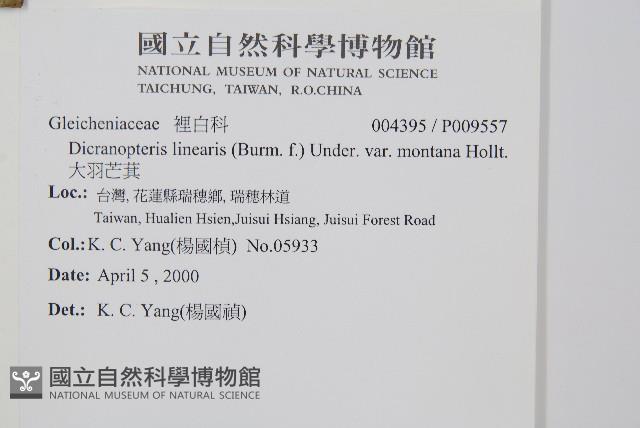 國立自然科學博物館
NATIONAL MUSEUM OF NATURAL SCIENCE
TAICHUNG, TAIWAN, R.O.CHINA
Gleicheniaceae 裡白科 004395 / P009557
Dicranopteris linearis (Burm. f.) Under. var. montana Hollt.
大羽芒萁
Loc.: 台灣, 花蓮縣瑞穗鄉, 瑞穗林道
Taiwan, Hualien Hsien,Juisui Hsiang, Juisui Forest Road
Col.:K. C. Yang(楊國楨) No.05933
Date: April 5 , 2000
Det.: K. C. Yang(楊國禎)
國立自然科學博物館
NATIONAL MUSEUM OF NATURAL SCIENCE